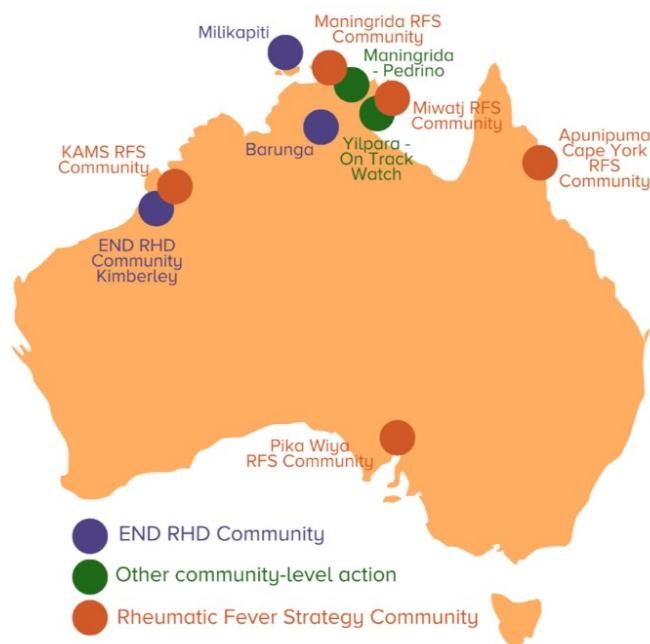 Milikapiti
Maningrida RFS
Community
Maningrida
- Pedrino
Miwatj RFS
Community
Barunga
Yilpara -
On Track
Watch
Apunipuma
Cape York
RFS
Community
KAMS RFS
Community
END RHD
Community
Kimberley
Pika Wiya
RFS Community
END RHD Community
Other community-level action
Rheumatic Fever Strategy Community